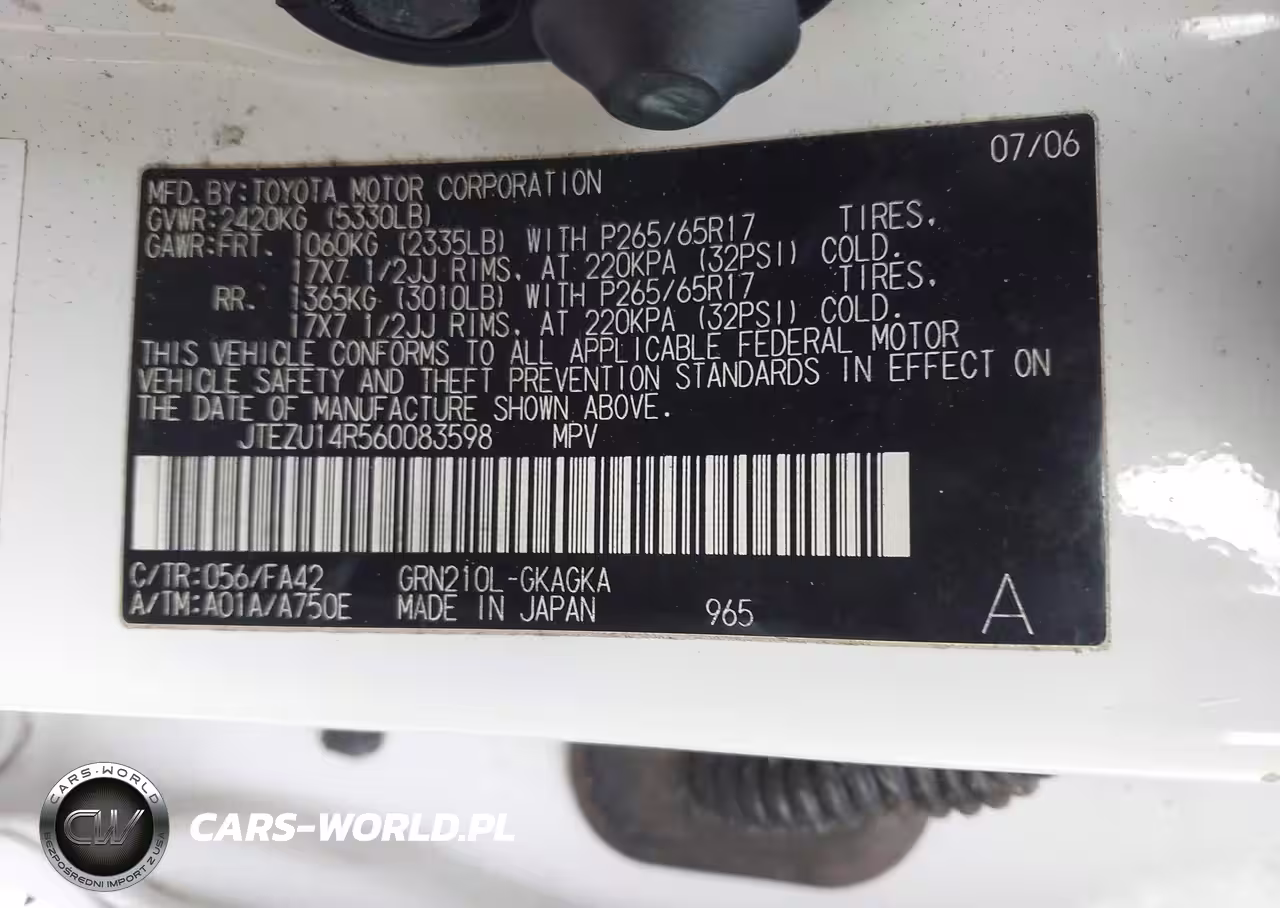 07/06
MFD. BY: TOYOTA MOTOR CORPORATION
GVWR: 2420KG (5330LB)
GAWR: FRT. 1060KG (2335LB) WITH P265/65R17 TIRES,
17X7 1/2JJ RIMS, AT 220KPA (32PSI) COLD.
RR. 1365KG (3010LB) WITH P265/65R17 TIRES,
17X7 1/2JJ RIMS, AT 220KPA (32PSI) COLD.
THIS VEHICLE CONFORMS TO ALL APPLICABLE FEDERAL MOTOR
VEHICLE SAFETY AND THEFT PREVENTION STANDARDS IN EFFECT ON
THE DATE OF MANUFACTURE SHOWN ABOVE.
JTEZU14R560083598 MPV
C/TR: 056/FA42 GRN210L-GKAGKA
A/TM: A01A/A750E MADE IN JAPAN 965 A
CARS-WORLD
CW
BEZPOŚREDNI IMPORT Z USA
CARS-WORLD.PL